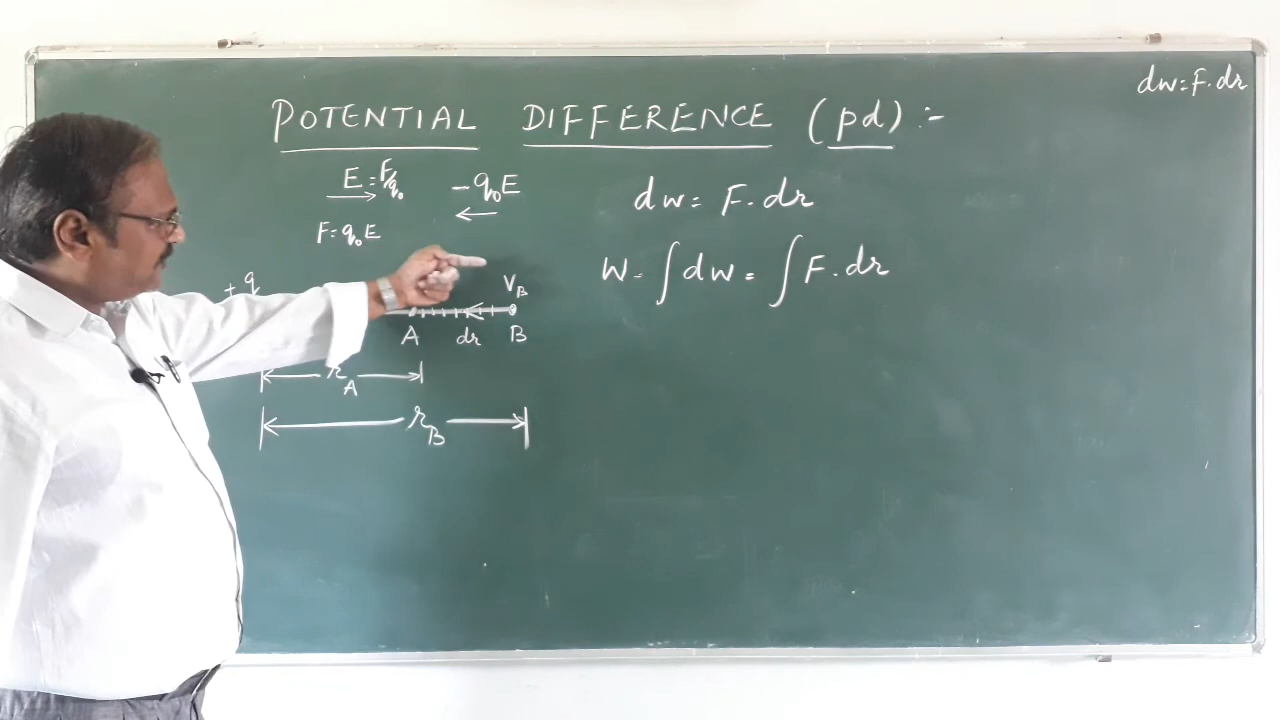 dw = F.dr
POTENTIAL DIFFERENCE (pd) :-
E = F/q₀
-q₀E
F = q₀E
dw = F.dr
W = ∫dw = ∫F.dr
+q
V_B
A dr B
r_A
r_B